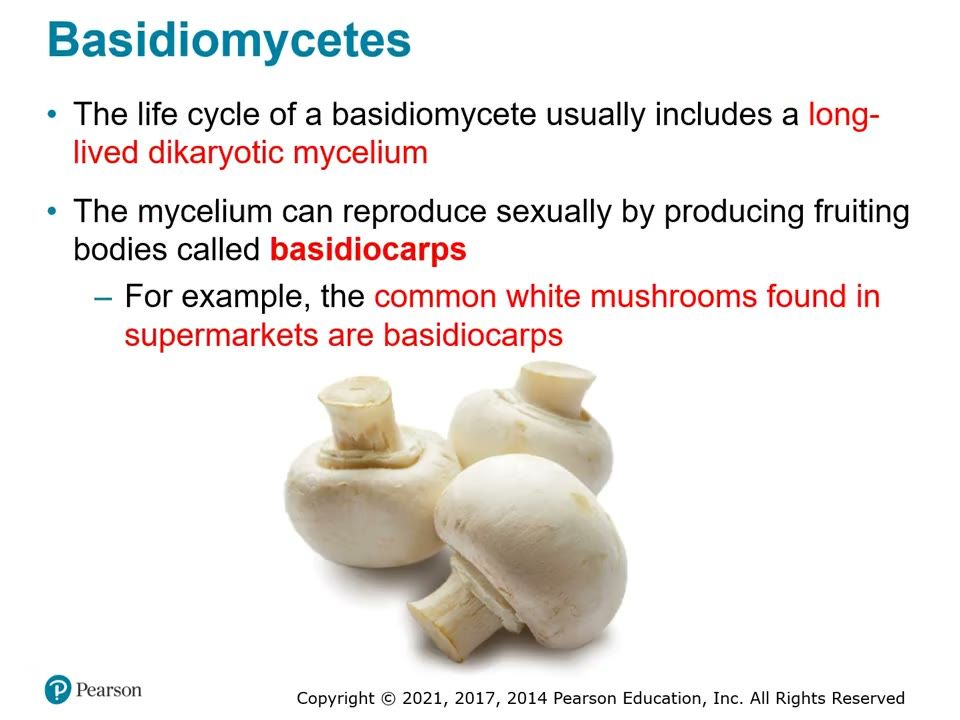 Basidiomycetes
• The life cycle of a basidiomycete usually includes a long-
lived dikaryotic mycelium
• The mycelium can reproduce sexually by producing fruiting
bodies called basidiocarps
– For example, the common white mushrooms found in
supermarkets are basidiocarps
P Pearson
Copyright © 2021, 2017, 2014 Pearson Education, Inc. All Rights Reserved